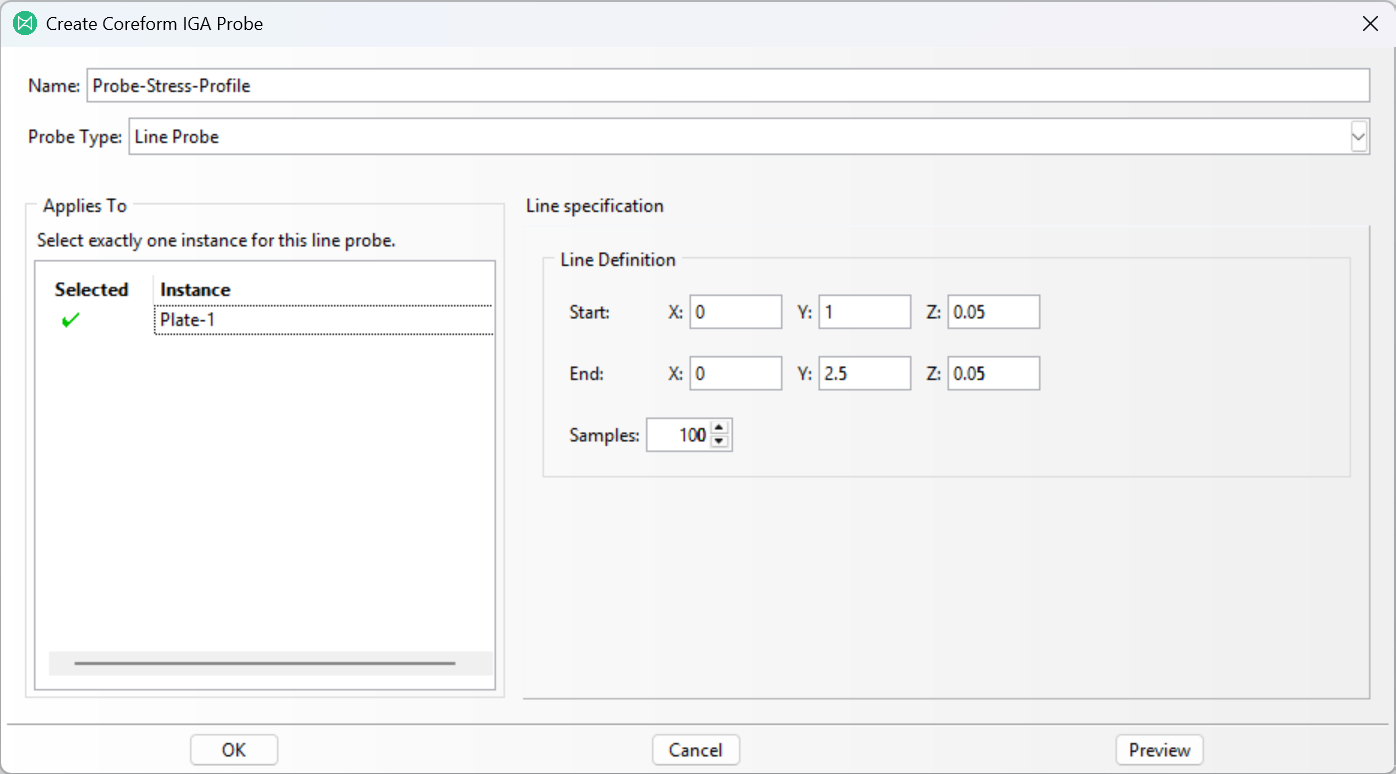 Create Coreform IGA Probe
Name: Probe-Stress-Profile
Probe Type: Line Probe
Applies To
Select exactly one instance for this line probe.
Selected Instance
Plate-1
Line specification
Line Definition
Start: X: 0 Y: 1 Z: 0.05
End: X: 0 Y: 2.5 Z: 0.05
Samples: 100
OK Cancel Preview